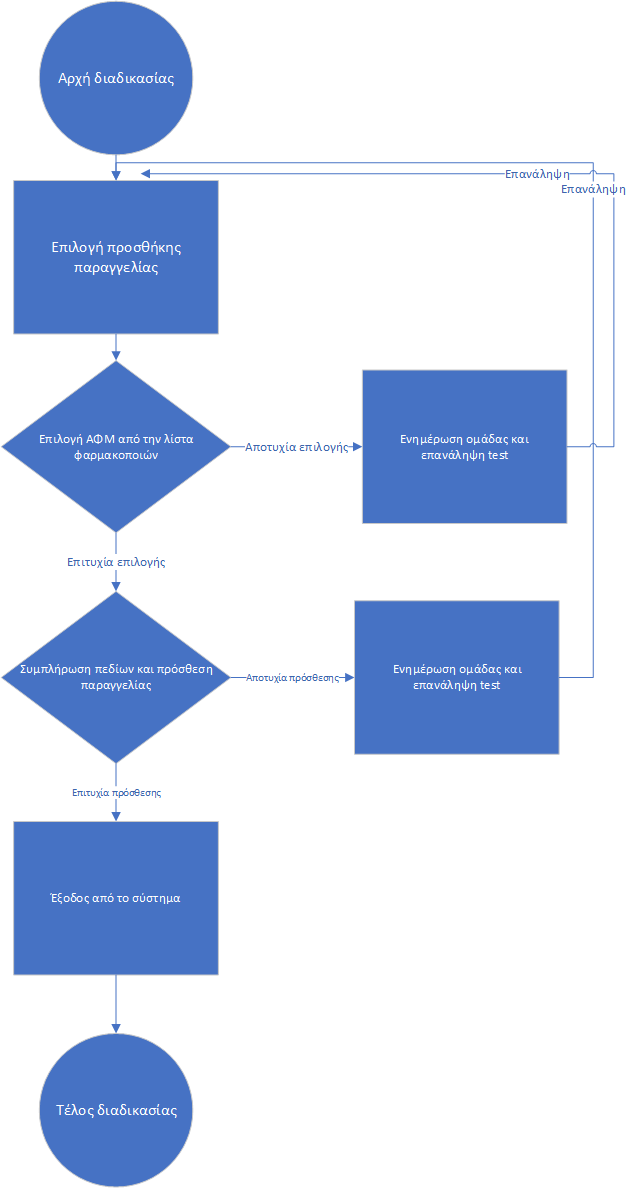 Αρχή διαδικασίας
Επανάληψη
Επανάληψη
Επιλογή προσθήκης
παραγγελίας
Επιλογή ΑΦΜ από την λίστα
φαρμακοποιών
Αποτυχία επιλογής
Ενημέρωση ομάδας και
επανάληψη test
Επιτυχία επιλογής
Συμπλήρωση πεδίων και πρόσθεση
παραγγελίας
Αποτυχία πρόσθεσης
Ενημέρωση ομάδας και
επανάληψη test
Επιτυχία πρόσθεσης
Έξοδος από το σύστημα
Τέλος διαδικασίας